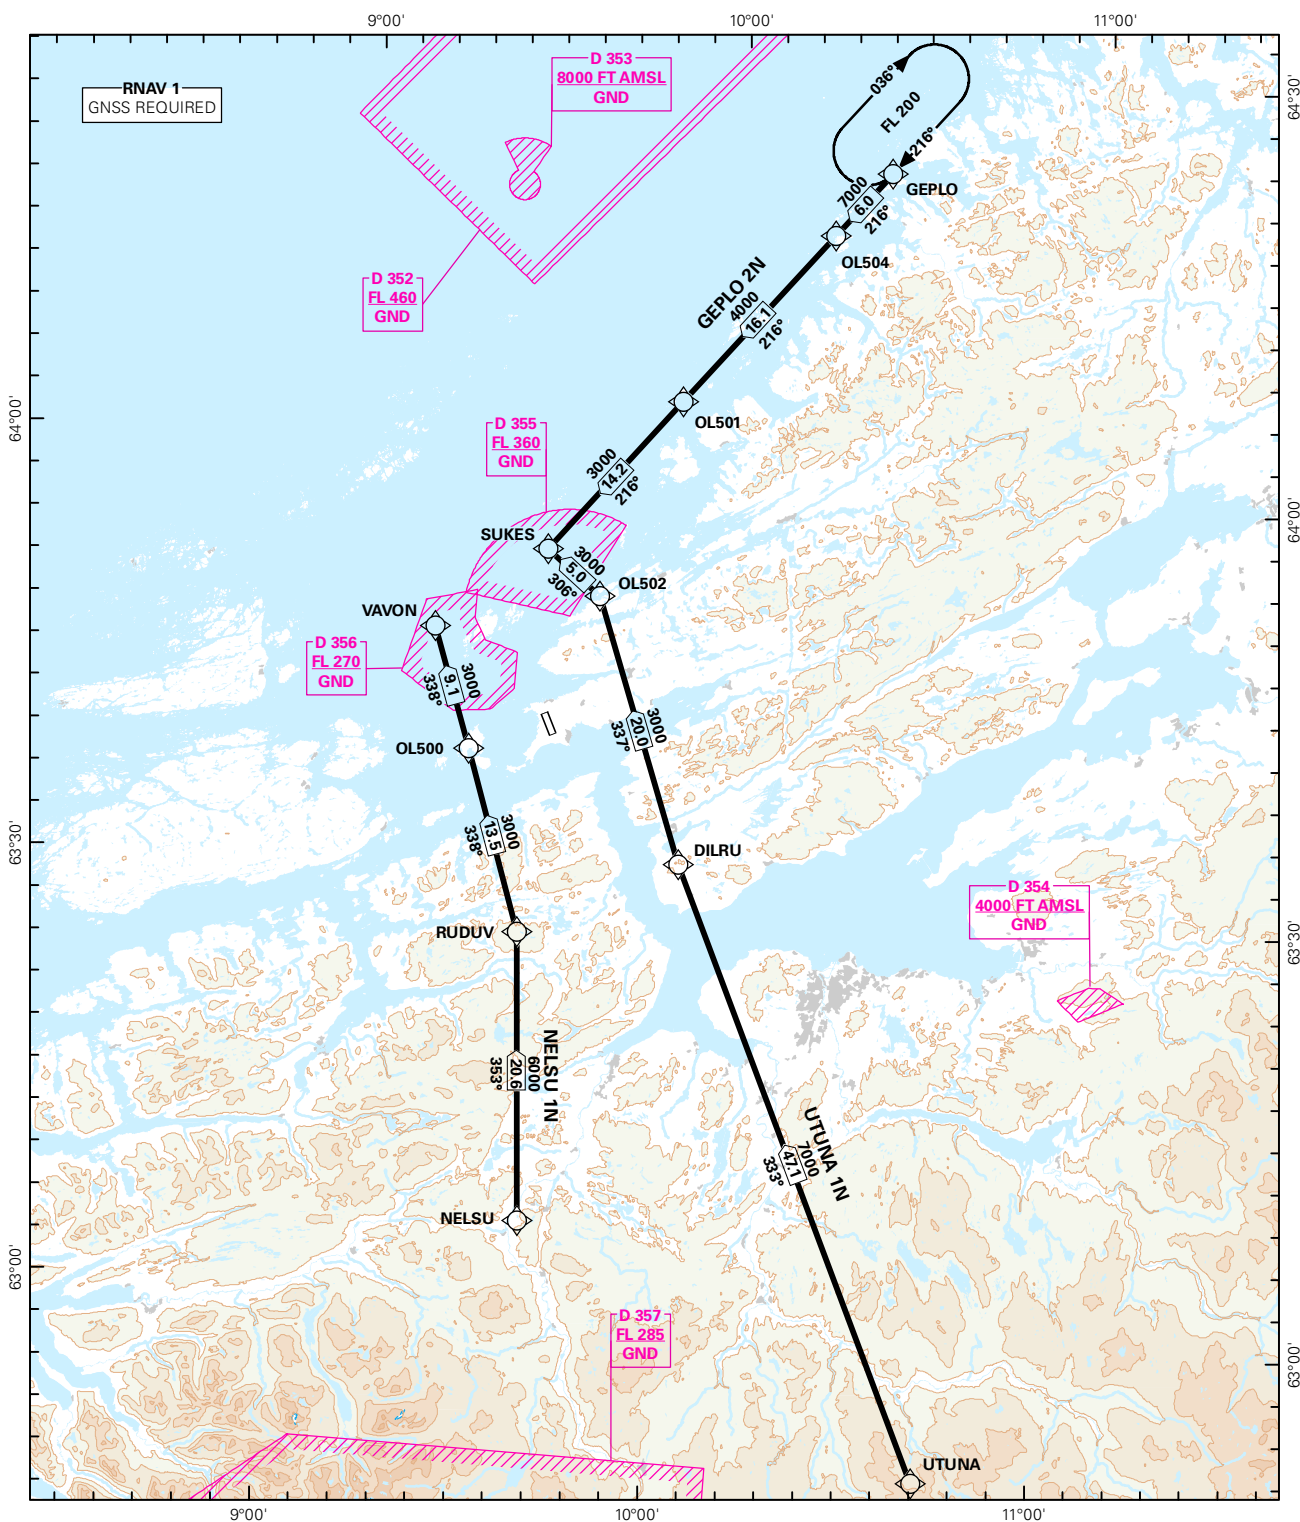 9°00'
10°00'
11°00'
RNAV 1
GNSS REQUIRED
D 353
8000 FT AMSL
GND
036°
FL 200
216°
64°30'
GEPLO
7000
6.0
216°
OL504
D 352
FL 460
GND
GEPLO 2N
4000
16.1
216°
64°00'
OL501
D 355
FL 360
GND
3000
14.2
216°
64°00'
SUKES
3000
5.0
306°
OL502
VAVON
D 356
FL 270
GND
3000
9.1
338°
3000
20.0
337°
OL500
3000
13.5
338°
63°30'
DILRU
D 354
4000 FT AMSL
GND
RUDUV
63°30'
NELSU 1N
6000
20.6
353°
UTUNA 1N
7000
47.1
333°
NELSU
63°00'
D 357
FL 285
GND
63°00'
UTUNA
9°00'
10°00'
11°00'